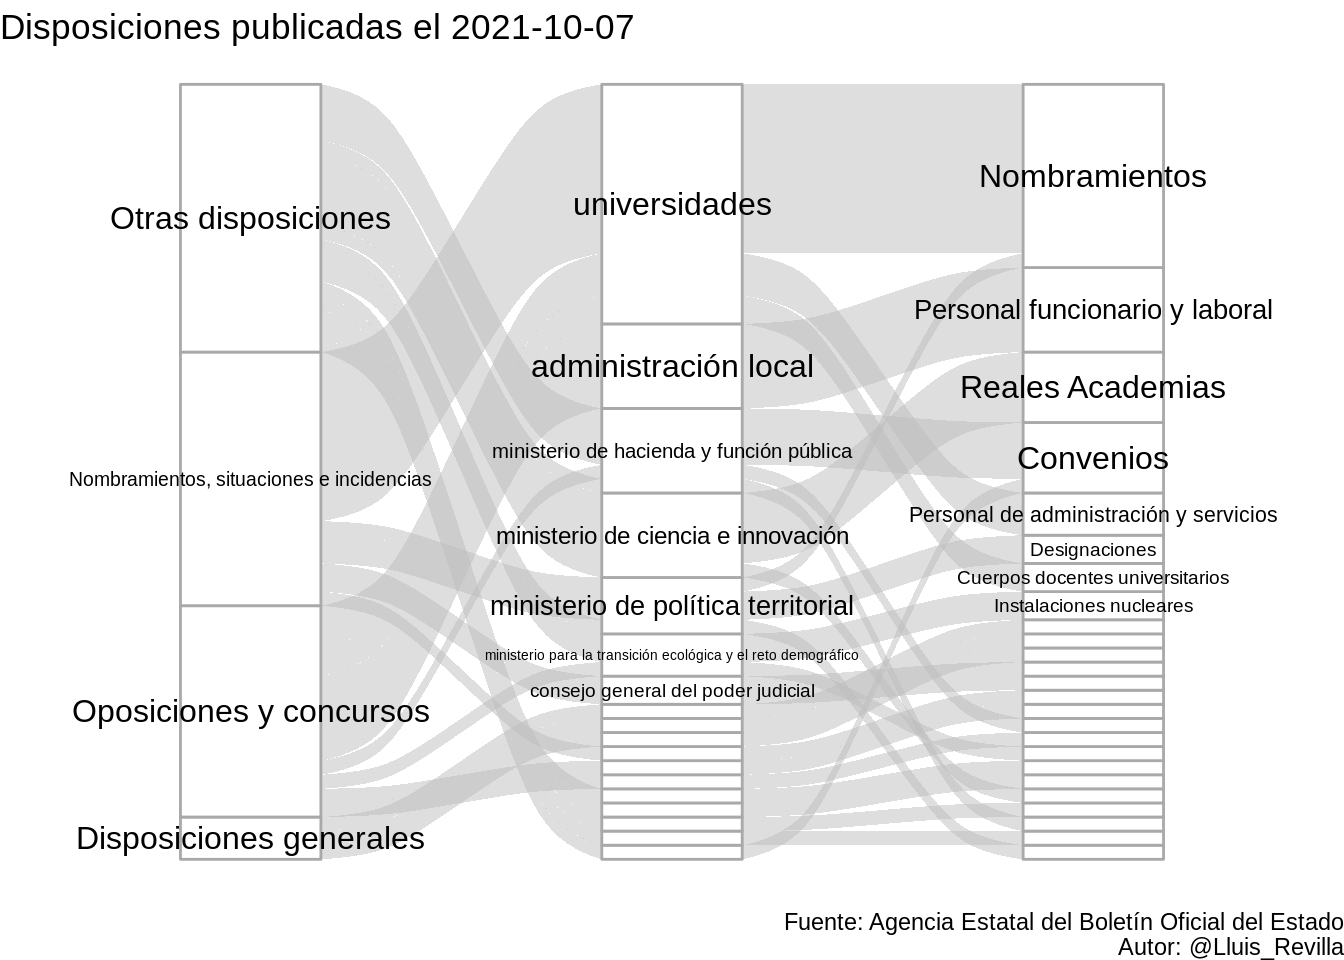 Disposiciones publicadas el 2021-10-07
Otras disposiciones
Nombramientos, situaciones e incidencias
Oposiciones y concursos
Disposiciones generales
universidades
administración local
ministerio de hacienda y función pública
ministerio de ciencia e innovación
ministerio de política territorial
ministerio para la transición ecológica y el reto demográfico
consejo general del poder judicial
Nombramientos
Personal funcionario y laboral
Reales Academias
Convenios
Personal de administración y servicios
Designaciones
Cuerpos docentes universitarios
Instalaciones nucleares
Fuente: Agencia Estatal del Boletín Oficial del Estado
Autor: @Lluis_Revilla